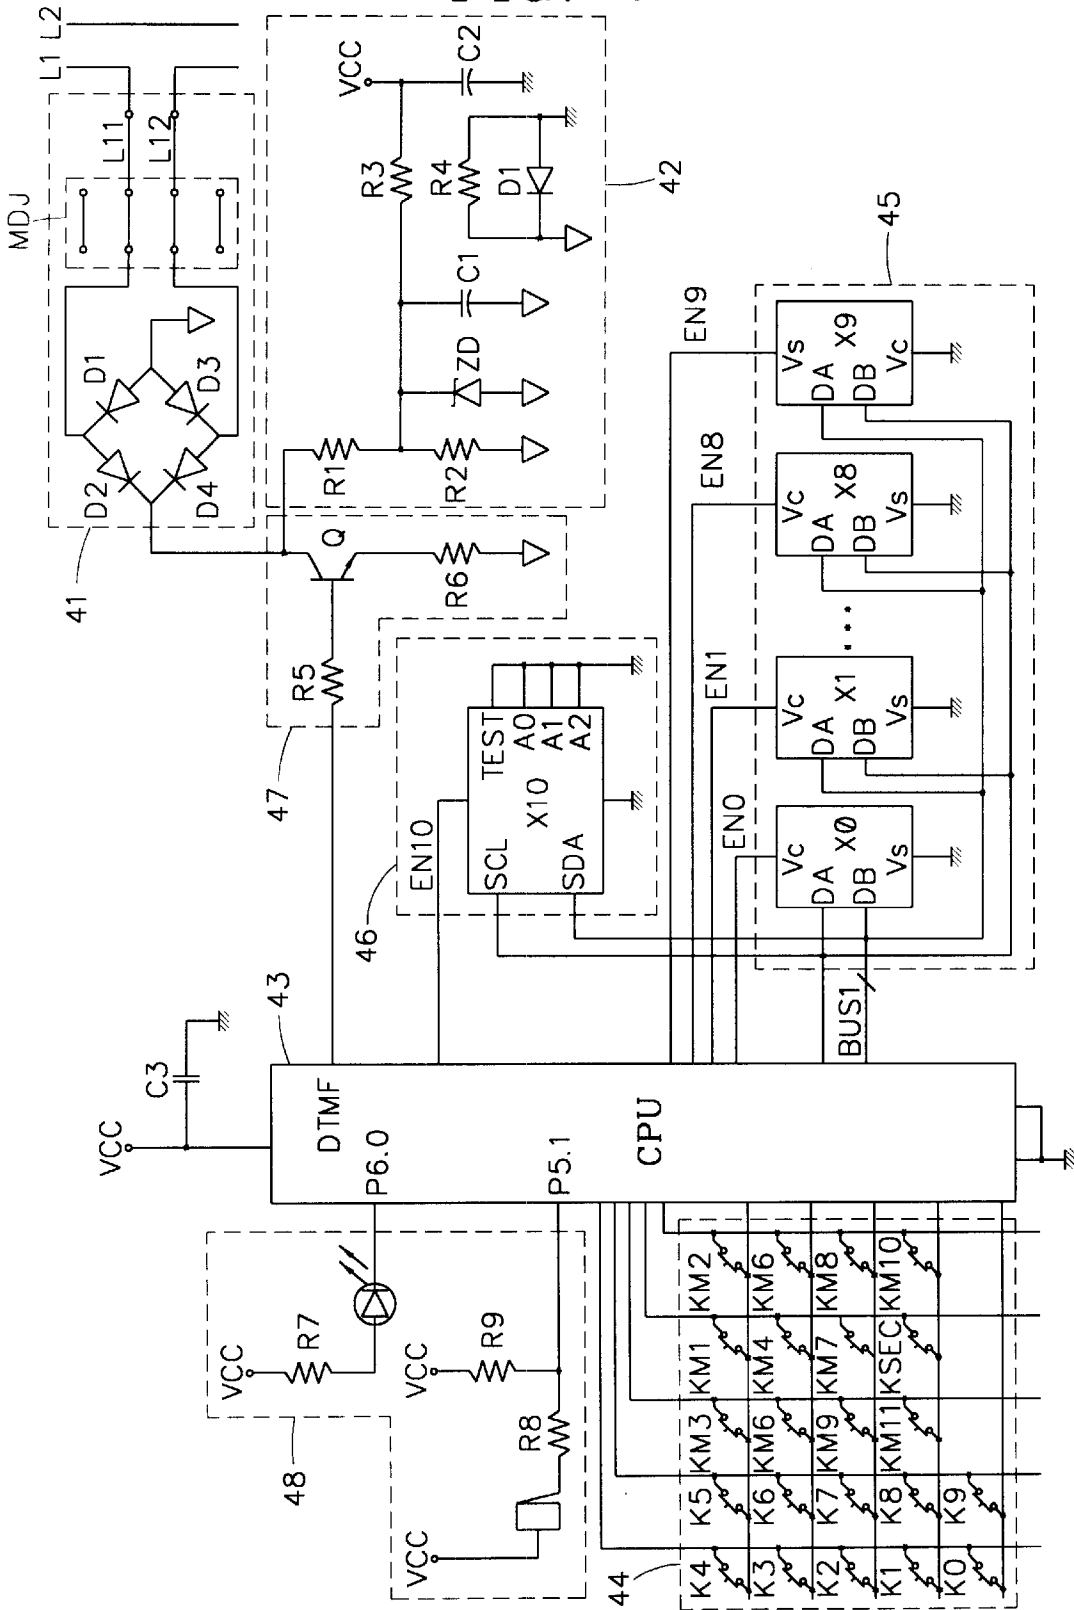 L1 L2
MDJ
L11
L12
D1
D2
D3
D4
41
VCC
C2
R3
R4
D1
C1
ZD
R1
R2
42
Q
R5
R6
47
EN10
TEST
A0
A1
A2
X10
SCL
SDA
46
EN9
EN8
EN1
EN0
45
Vs
DA X9
DB
Vc
Vc
DA X8
DB
Vs
...
Vc
DA X1
DB
Vs
Vc
DA X0
DB
Vs
BUS1
VCC
C3
43
DTMF
P6.0
P5.1
CPU
VCC
R7
VCC
R9
R8
VCC
48
44
KM2
KM6
KM8
KM10
KM1
KM4
KM7
KSEC
KM3
KM6
KM9
KM11
K5
K6
K7
K8
K9
K4
K3
K2
K1
K0